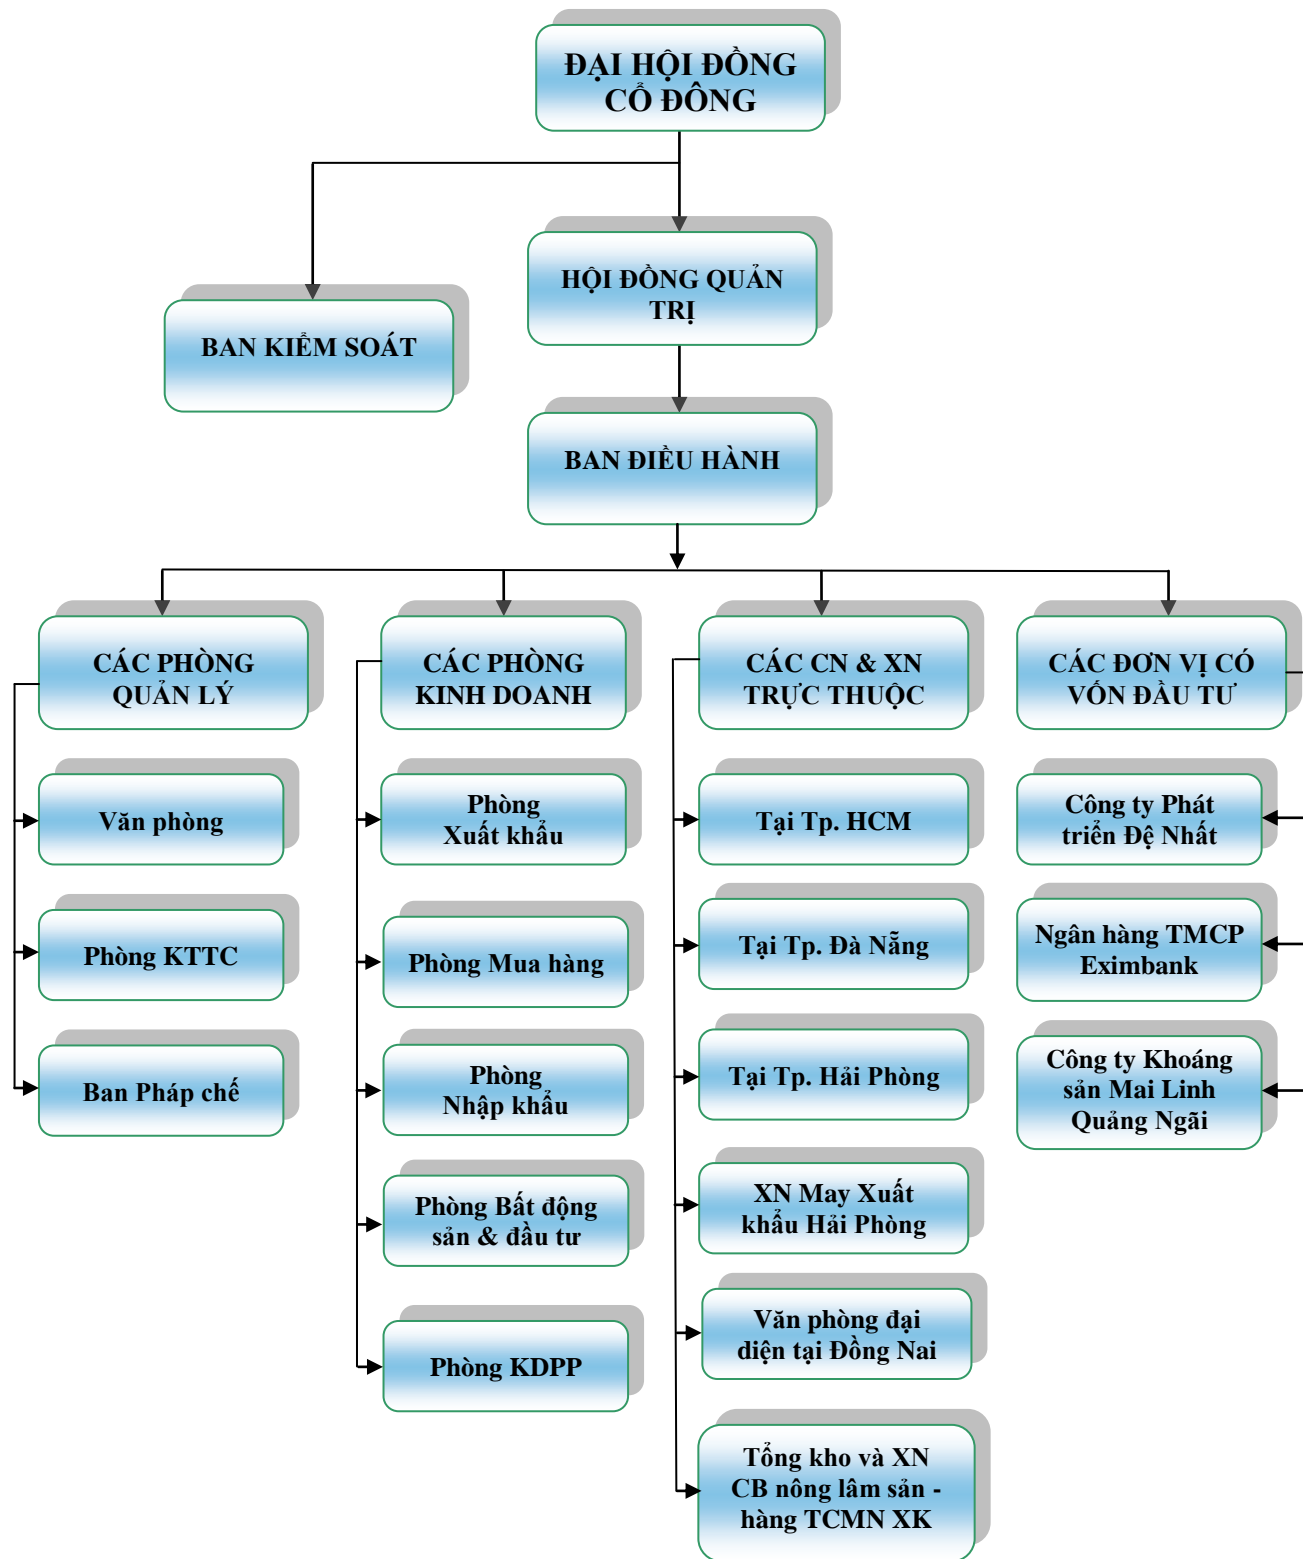 ĐẠI HỘI ĐỒNG
CỔ ĐÔNG
HỘI ĐỒNG QUẢN
TRỊ
BAN KIỂM SOÁT
BAN ĐIỀU HÀNH
CÁC PHÒNG
QUẢN LÝ
Văn phòng
Phòng KTTC
Ban Pháp chế
CÁC PHÒNG
KINH DOANH
Phòng
Xuất khẩu
Phòng Mua hàng
Phòng
Nhập khẩu
Phòng Bất động
sản & đầu tư
Phòng KDPP
CÁC CN & XN
TRỰC THUỘC
Tại Tp. HCM
Tại Tp. Đà Nẵng
Tại Tp. Hải Phòng
XN May Xuất
khẩu Hải Phòng
Văn phòng đại
diện tại Đồng Nai
Tổng kho và XN
CB nông lâm sản -
hàng TCMN XK
CÁC ĐƠN VỊ CÓ
VỐN ĐẦU TƯ
Công ty Phát
triển Đệ Nhất
Ngân hàng TMCP
Eximbank
Công ty Khoáng
sản Mai Linh
Quảng Ngãi